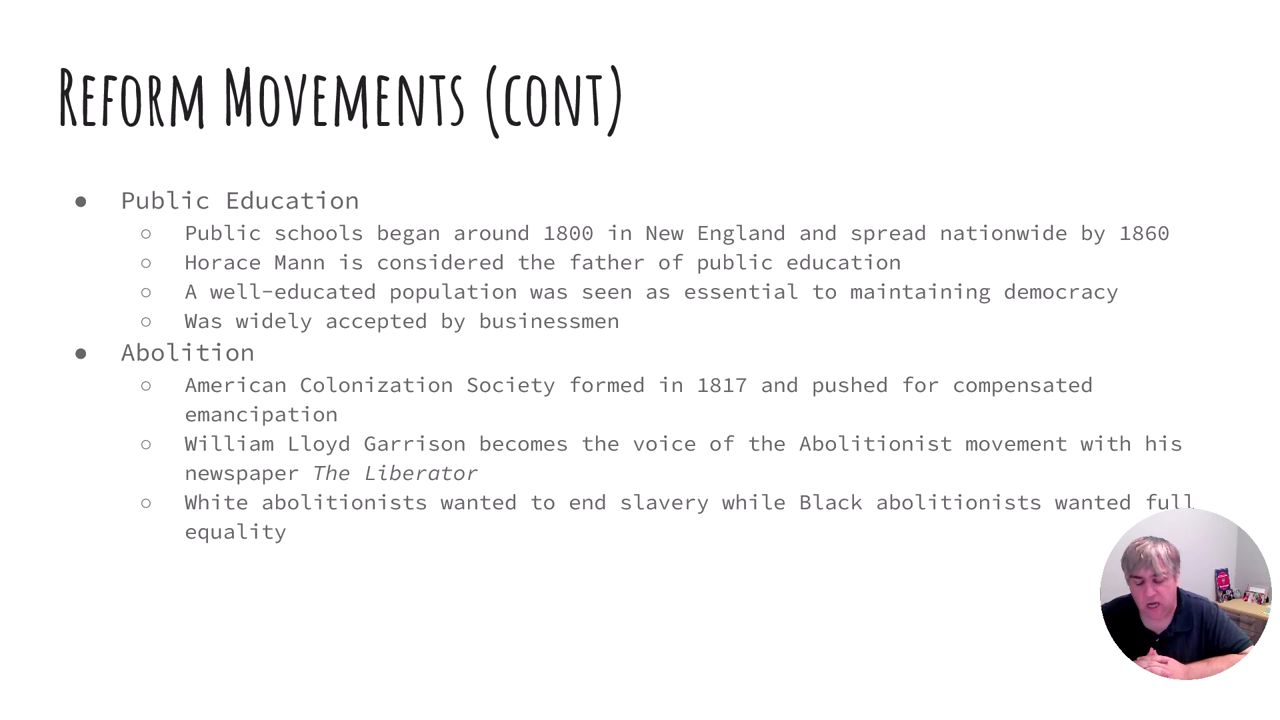 Reform Movements (cont)
● Public Education
○ Public schools began around 1800 in New England and spread nationwide by 1860
○ Horace Mann is considered the father of public education
○ A well-educated population was seen as essential to maintaining democracy
○ Was widely accepted by businessmen
● Abolition
○ American Colonization Society formed in 1817 and pushed for compensated
emancipation
○ William Lloyd Garrison becomes the voice of the Abolitionist movement with his
newspaper The Liberator
○ White abolitionists wanted to end slavery while Black abolitionists wanted full
equality